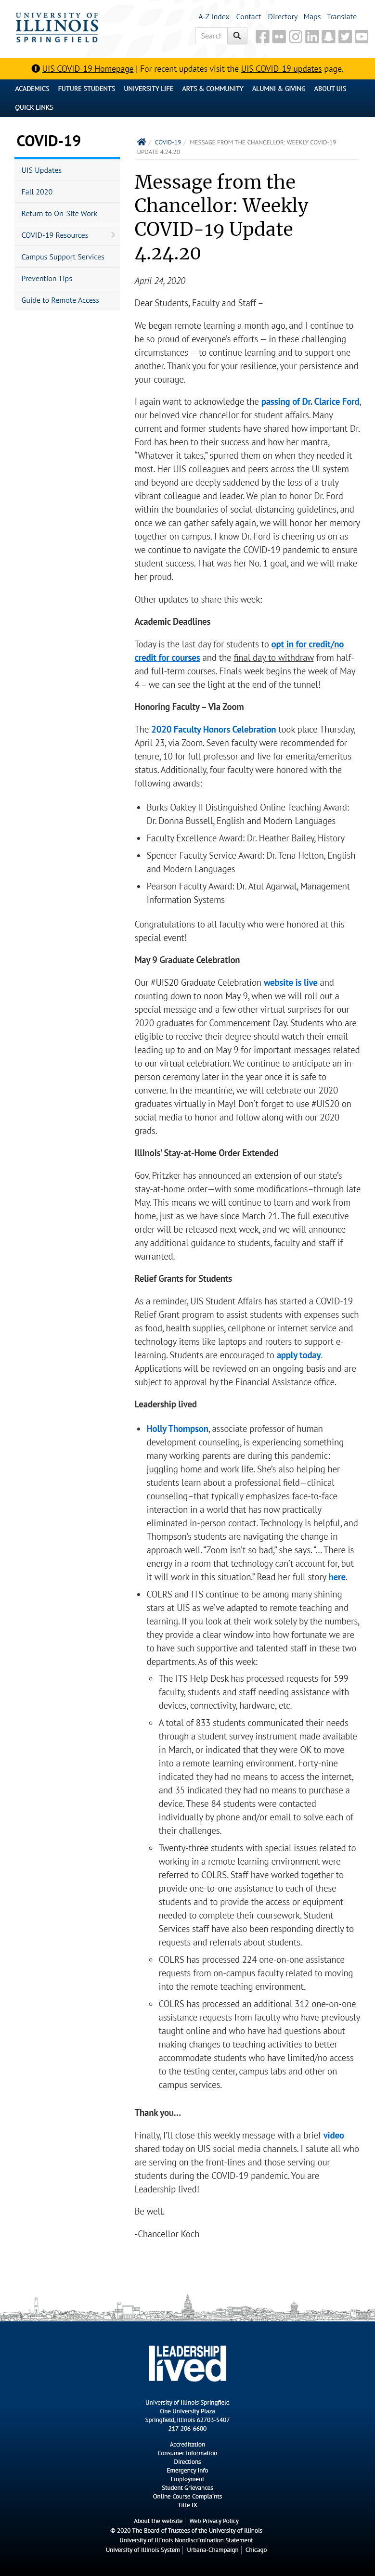 UNIVERSITY OF
ILLINOIS
SPRINGFIELD
A-Z Index Contact Directory Maps Translate
Search
UIS COVID-19 Homepage | For recent updates visit the UIS COVID-19 updates page.
ACADEMICS FUTURE STUDENTS UNIVERSITY LIFE ARTS & COMMUNITY ALUMNI & GIVING ABOUT UIS
QUICK LINKS
COVID-19
UIS Updates
Fall 2020
Return to On-Site Work
COVID-19 Resources
Campus Support Services
Prevention Tips
Guide to Remote Access
/ COVID-19 / MESSAGE FROM THE CHANCELLOR: WEEKLY COVID-19
UPDATE 4.24.20
Message from the
Chancellor: Weekly
COVID-19 Update
4.24.20
April 24, 2020
Dear Students, Faculty and Staff –
We began remote learning a month ago, and I continue to
be so proud of everyone's efforts — in these challenging
circumstances — to continue learning and to support one
another. Thank you for your resilience, your patience and
your courage.
I again want to acknowledge the passing of Dr. Clarice Ford,
our beloved vice chancellor for student affairs. Many
current and former students have shared how important Dr.
Ford has been to their success and how her mantra,
“Whatever it takes,” spurred them on when they needed it
most. Her UIS colleagues and peers across the UI system
and beyond are deeply saddened by the loss of a truly
vibrant colleague and leader. We plan to honor Dr. Ford
within the boundaries of social-distancing guidelines, and
once we can gather safely again, we will honor her memory
together on campus. I know Dr. Ford is cheering us on as
we continue to navigate the COVID-19 pandemic to ensure
student success. That was her No. 1 goal, and we will make
her proud.
Other updates to share this week:
Academic Deadlines
Today is the last day for students to opt in for credit/no
credit for courses and the final day to withdraw from half-
and full-term courses. Finals week begins the week of May
4 – we can see the light at the end of the tunnel!
Honoring Faculty – Via Zoom
The 2020 Faculty Honors Celebration took place Thursday,
April 23, via Zoom. Seven faculty were recommended for
tenure, 10 for full professor and five for emerita/emeritus
status. Additionally, four faculty were honored with the
following awards:
• Burks Oakley II Distinguished Online Teaching Award:
Dr. Donna Bussell, English and Modern Languages
• Faculty Excellence Award: Dr. Heather Bailey, History
• Spencer Faculty Service Award: Dr. Tena Helton, English
and Modern Languages
• Pearson Faculty Award: Dr. Atul Agarwal, Management
Information Systems
Congratulations to all faculty who were honored at this
special event!
May 9 Graduate Celebration
Our #UIS20 Graduate Celebration website is live and
counting down to noon May 9, when we will roll out a
special message and a few other virtual surprises for our
2020 graduates for Commencement Day. Students who are
eligible to receive their degree should watch their email
leading up to and on May 9 for important messages related
to our virtual celebration. We continue to anticipate an in-
person ceremony later in the year once it is safe to
convene. In the meantime, we will celebrate our 2020
graduates virtually in May! Don't forget to use #UIS20 on
social media to honor and follow along with our 2020
grads.
Illinois’ Stay-at-Home Order Extended
Gov. Pritzker has announced an extension of our state's
stay-at-home order—with some modifications–through late
May. This means we will continue to learn and work from
home, just as we have since March 21. The full executive
order will be released next week, and we will announce
additional guidance to students, faculty and staff if
warranted.
Relief Grants for Students
As a reminder, UIS Student Affairs has started a COVID-19
Relief Grant program to assist students with expenses such
as food, health supplies, cellphone or internet service and
technology items like laptops and routers to support e-
learning. Students are encouraged to apply today.
Applications will be reviewed on an ongoing basis and are
subject to approval by the Financial Assistance office.
Leadership lived
• Holly Thompson, associate professor of human
development counseling, is experiencing something
many working parents are during this pandemic:
juggling home and work life. She's also helping her
students learn about a professional field—clinical
counseling–that typically emphasizes face-to-face
interaction in a world that has now practically
eliminated in-person contact. Technology is helpful, and
Thompson's students are navigating the change in
approach well. “Zoom isn't so bad,” she says. “... There is
energy in a room that technology can't account for, but
it will work in this situation.” Read her full story here.
• COLRS and ITS continue to be among many shining
stars at UIS as we've adapted to remote teaching and
learning. If you look at their work solely by the numbers,
they provide a clear window into how fortunate we are
to have such supportive and talented staff in these two
departments. As of this week:
◦ The ITS Help Desk has processed requests for 599
faculty, students and staff needing assistance with
devices, connectivity, hardware, etc.
◦ A total of 833 students communicated their needs
through a student survey instrument made available
in March, and indicated that they were OK to move
into a remote learning environment. Forty-nine
indicated they had no means to access the internet,
and 35 indicated they had no means to purchase a
device. These 84 students were contacted
individually by phone and/or email to solve each of
their challenges.
◦ Twenty-three students with special issues related to
working in a remote learning environment were
referred to COLRS. Staff have worked together to
provide one-to-one assistance to each of these
students and to provide the access or equipment
needed to complete their coursework. Student
Services staff have also been responding directly to
requests and referrals about students.
◦ COLRS has processed 224 one-on-one assistance
requests from on-campus faculty related to moving
into the remote teaching environment.
◦ COLRS has processed an additional 312 one-on-one
assistance requests from faculty who have previously
taught online and who have had questions about
changing to teaching activities to better
accommodate students who have limited/no access
to the testing center, campus labs and other on
campus services.
Thank you…
Finally, I'll close this weekly message with a brief video
shared today on UIS social media channels. I salute all who
are serving on the front-lines and those serving our
students during the COVID-19 pandemic. You are
Leadership lived!
Be well.
-Chancellor Koch
LEADERSHIP
lived
University of Illinois Springfield
One University Plaza
Springfield, Illinois 62703-5407
217-206-6600
Accreditation
Consumer Information
Directions
Emergency Info
Employment
Student Grievances
Online Course Complaints
Title IX
About the website | Web Privacy Policy
© 2020 The Board of Trustees of the University of Illinois
University of Illinois Nondiscrimination Statement
University of Illinois System | Urbana-Champaign | Chicago